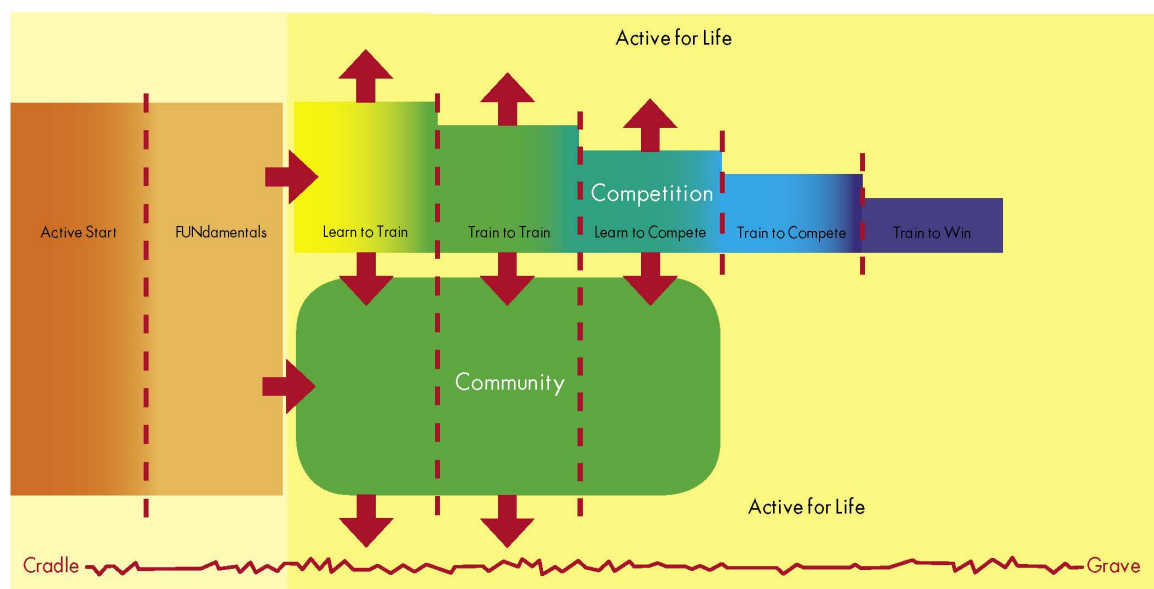 Active for Life
Competition
Active Start
FUNdamentals
Learn to Train
Train to Train
Learn to Compete
Train to Compete
Train to Win
Community
Active for Life
Cradle
Grave